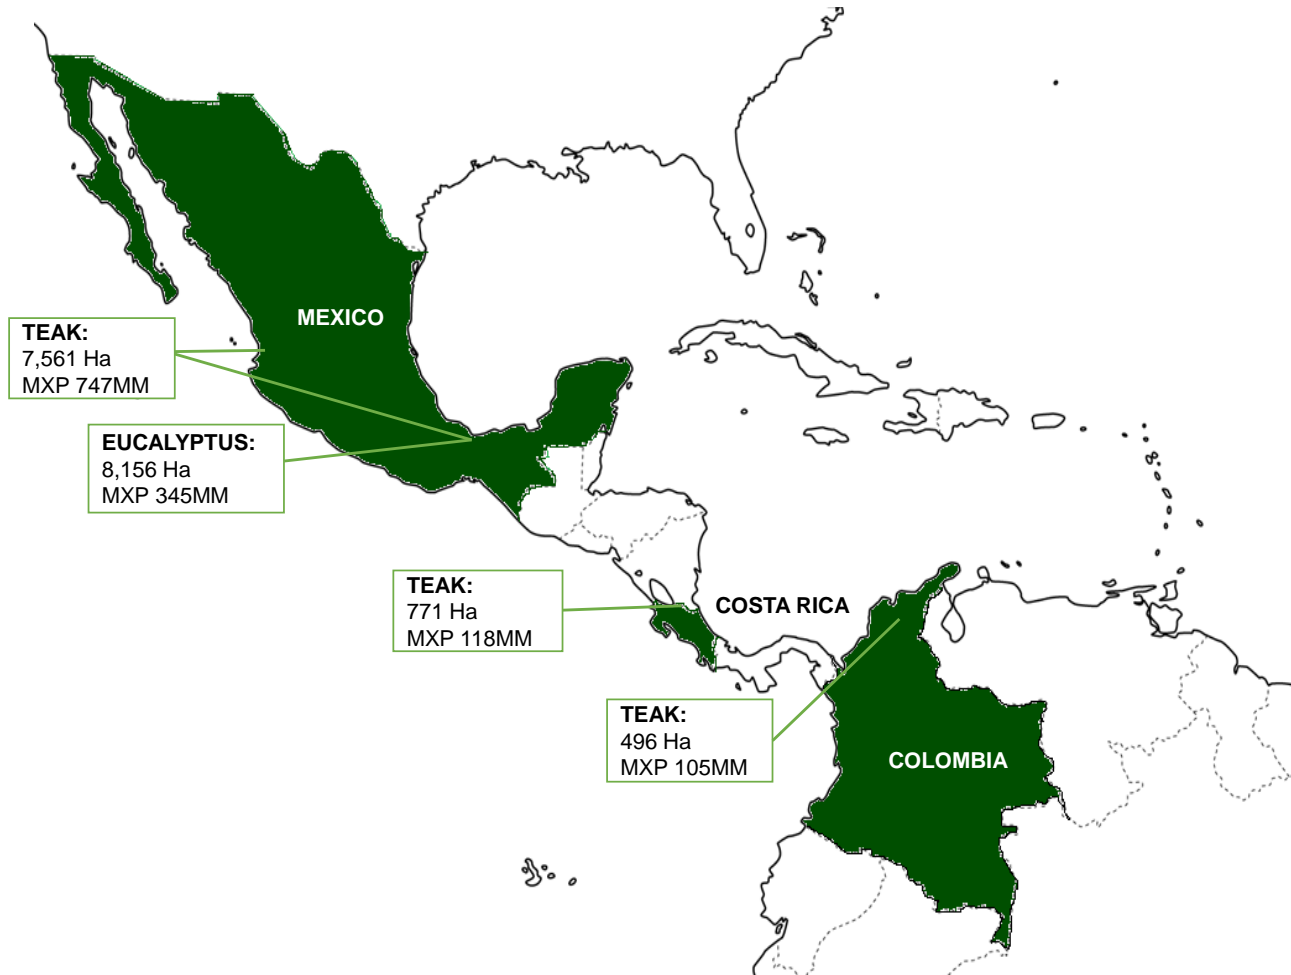 MEXICO
TEAK:
7,561 Ha
MXP 747MM
EUCALYPTUS:
8,156 Ha
MXP 345MM
TEAK:
771 Ha
MXP 118MM
COSTA RICA
TEAK:
496 Ha
MXP 105MM
COLOMBIA